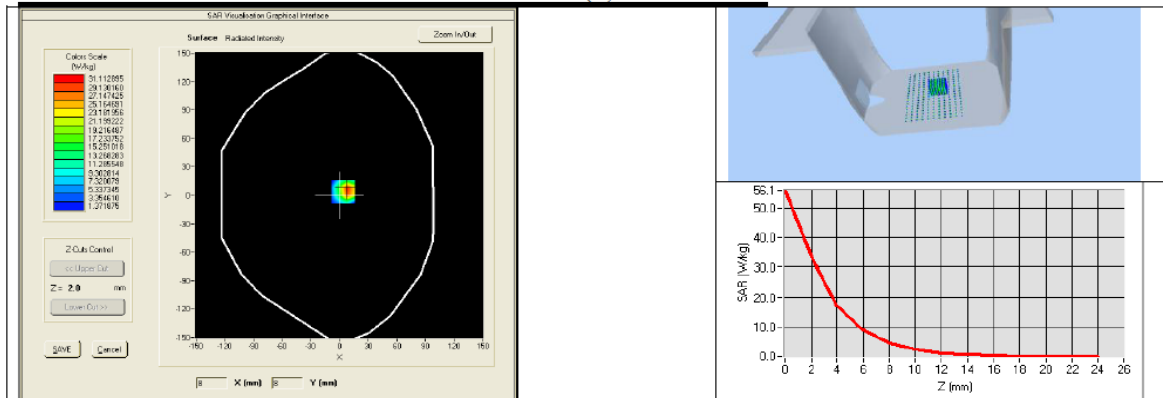 SAR Visualisation Graphical Interface
Surface Radiated Intensity
Zoom In/Out
Colors Scale
(W/kg)
31.112895
29.130160
27.147425
25.164691
23.181956
21.199222
19.216487
17.233752
15.251018
13.268283
11.285548
9.302814
7.320079
5.337345
3.354610
1.371875
Z-Cuts Control
<< Upper Cut
Z = 2.0 mm
Lower Cut >>
SAVE Cancel
150
120
90
60
30
Y 0
-30
-60
-90
-120
-150
-150 -120 -90 -60 -30 0 30 60 90 120 150
X
8 X (mm) 8 Y (mm)
56.1
50.0
40.0
30.0
20.0
10.0
0.0
SAR (W/kg)
0 2 4 6 8 10 12 14 16 18 20 22 24 26
Z (mm)